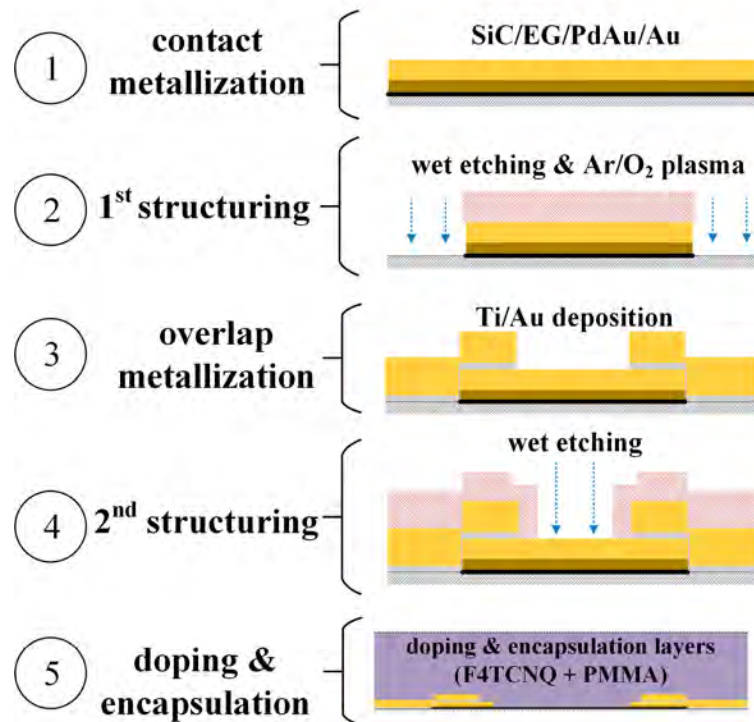 1
contact
metallization
SiC/EG/PdAu/Au
2
1st structuring
wet etching & Ar/O₂ plasma
3
overlap
metallization
Ti/Au deposition
4
2nd structuring
wet etching
5
doping &
encapsulation
doping & encapsulation layers
(F4TCNQ + PMMA)